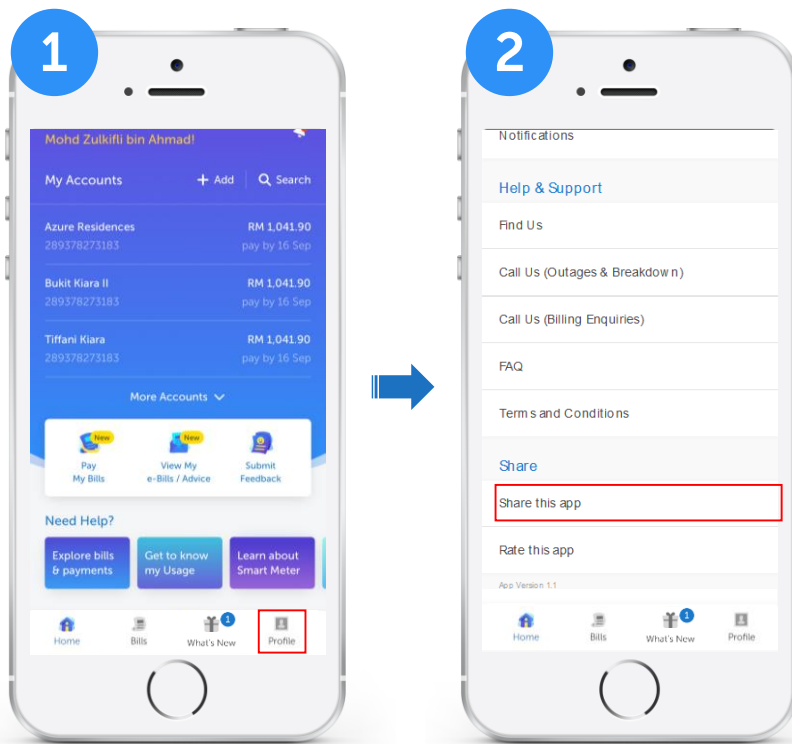 1
Mohd Zulkifli bin Ahmad!
My Accounts + Add Search
Azure Residences RM 1,041.90
289378273183 pay by 16 Sep
Bukit Kiara II RM 1,041.90
289378273183 pay by 16 Sep
Tiffani Kiara RM 1,041.90
289378273183 pay by 16 Sep
More Accounts
New New
Pay View My Submit
My Bills e-Bills / Advice Feedback
Need Help?
Explore bills Get to know Learn about
& payments my Usage Smart Meter
1
Home Bills What's New Profile
2
Notifications
Help & Support
Find Us
Call Us (Outages & Breakdown)
Call Us (Billing Enquiries)
FAQ
Terms and Conditions
Share
Share this app
Rate this app
App Version 1.1
1
Home Bills What's New Profile